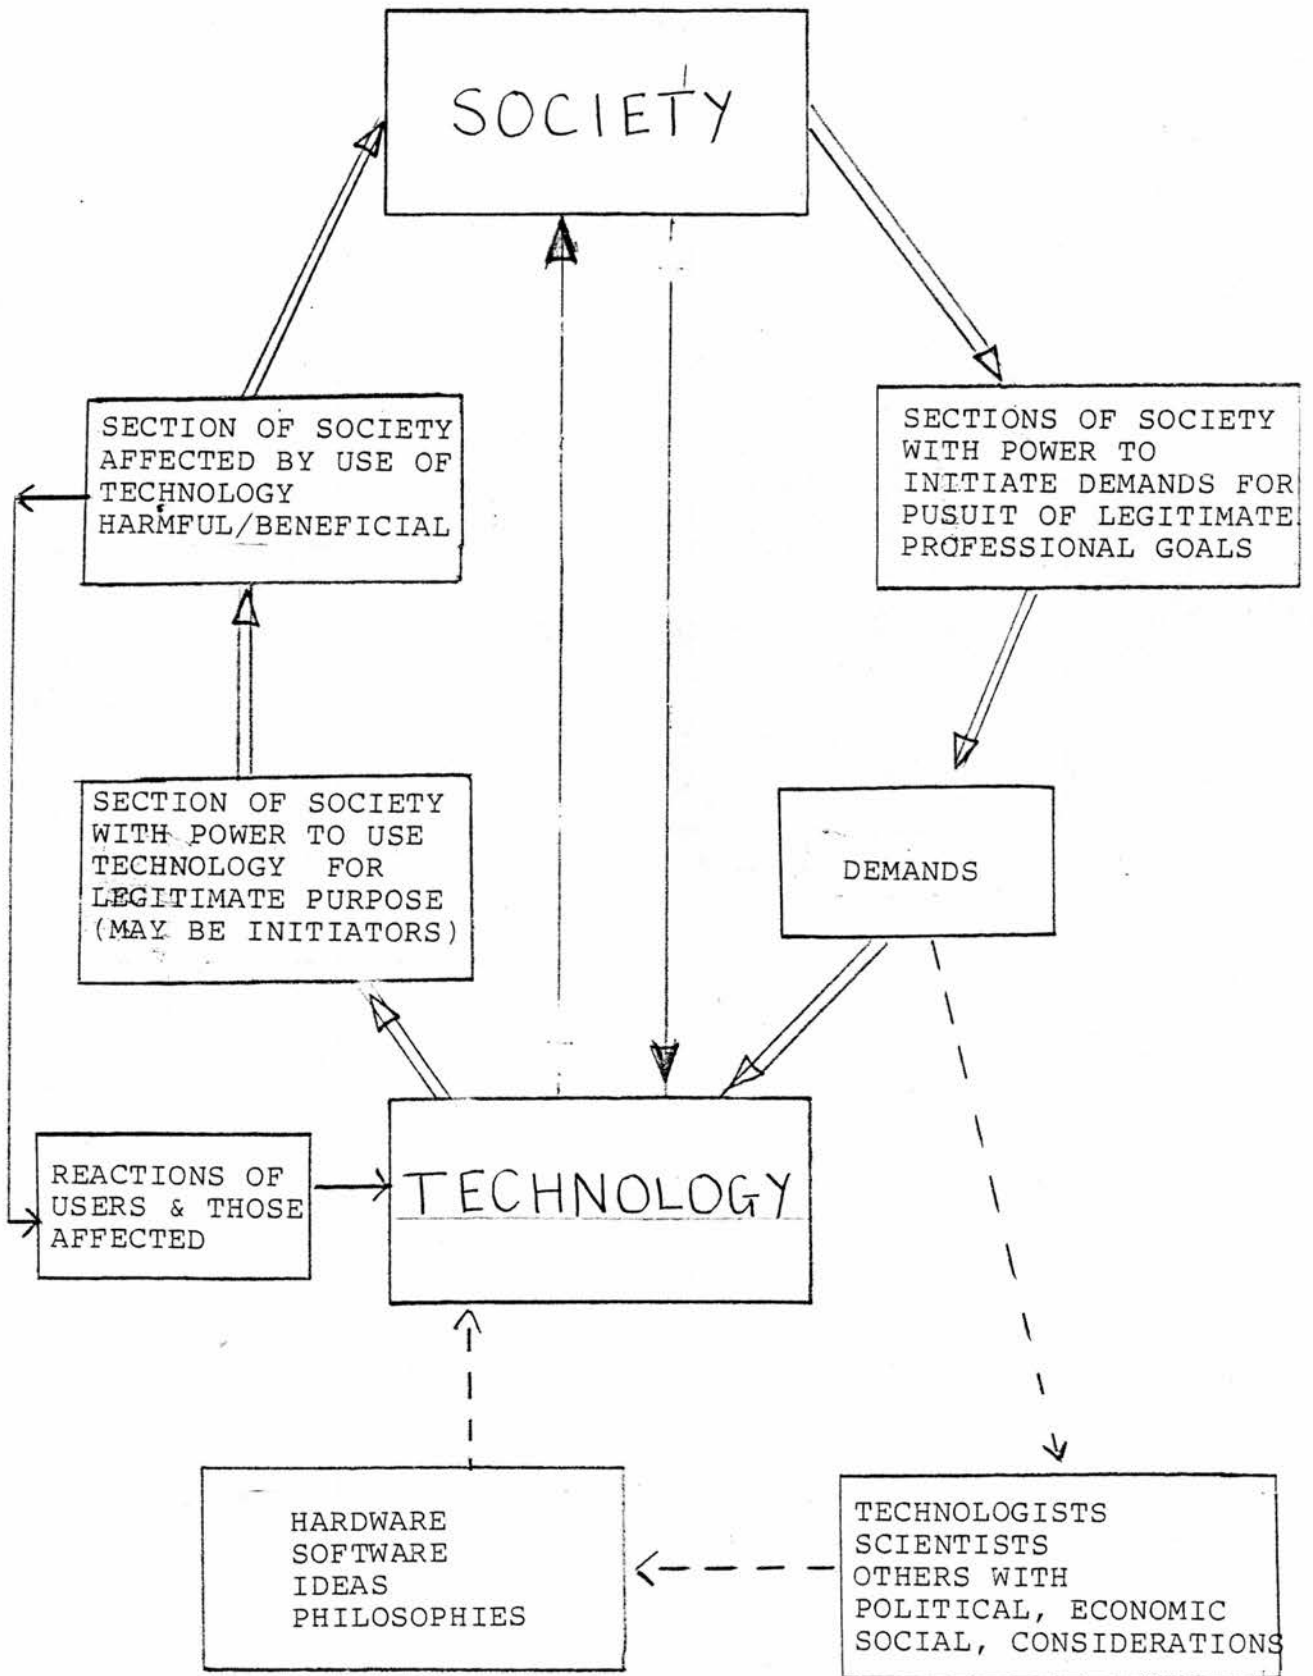 SOCIETY
SECTION OF SOCIETY
AFFECTED BY USE OF
TECHNOLOGY
HARMFUL/BENEFICIAL
SECTIONS OF SOCIETY
WITH POWER TO
INITIATE DEMANDS FOR
PUSUIT OF LEGITIMATE
PROFESSIONAL GOALS
SECTION OF SOCIETY
WITH POWER TO USE
TECHNOLOGY FOR
LEGITIMATE PURPOSE
(MAY BE INITIATORS)
DEMANDS
REACTIONS OF
USERS & THOSE
AFFECTED
TECHNOLOGY
HARDWARE
SOFTWARE
IDEAS
PHILOSOPHIES
TECHNOLOGISTS
SCIENTISTS
OTHERS WITH
POLITICAL, ECONOMIC
SOCIAL, CONSIDERATIONS